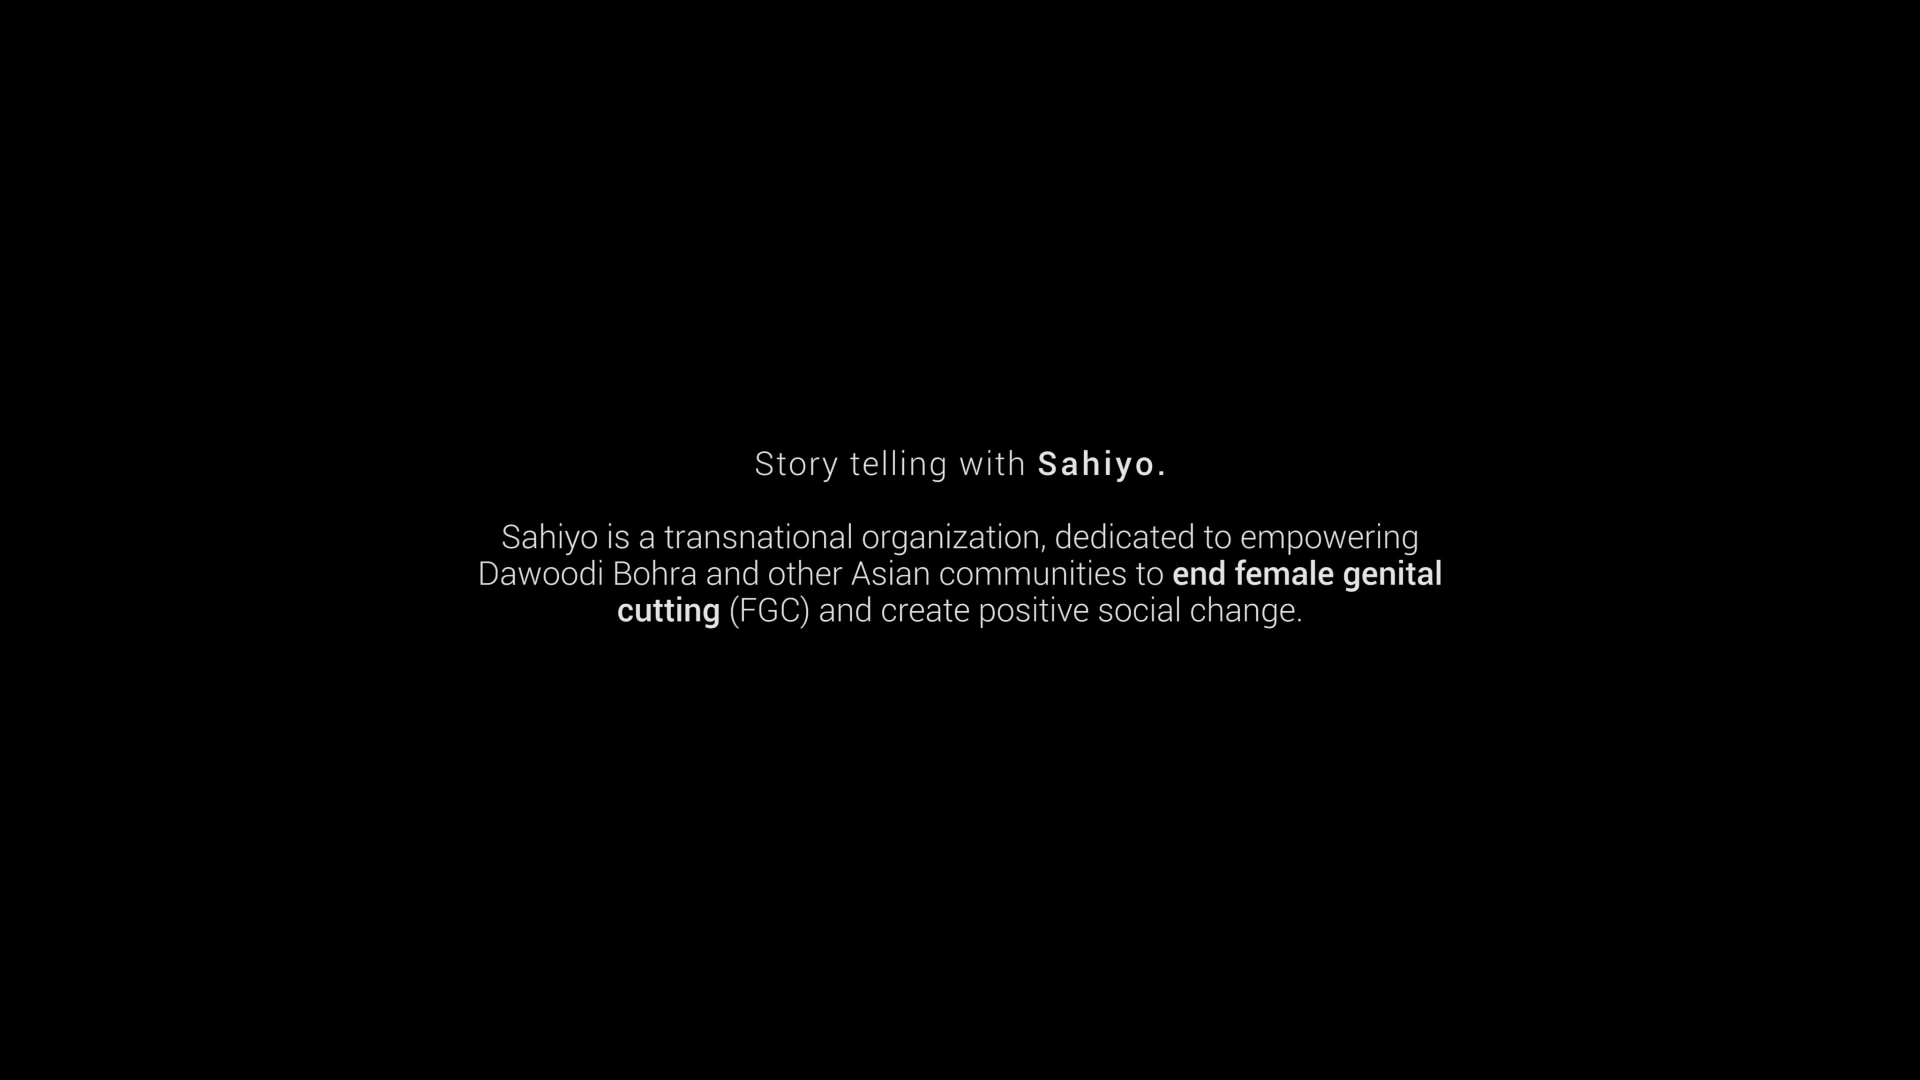 Story telling with Sahiyo.
Sahiyo is a transnational organization, dedicated to empowering
Dawoodi Bohra and other Asian communities to end female genital
cutting (FGC) and create positive social change.